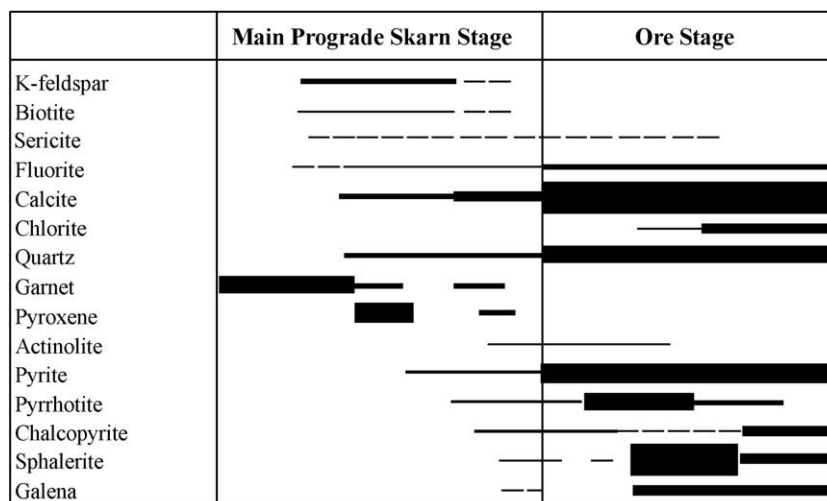 Main Prograde Skarn Stage Ore Stage
K-feldspar
Biotite
Sericite
Fluorite
Calcite
Chlorite
Quartz
Garnet
Pyroxene
Actinolite
Pyrite
Pyrrhotite
Chalcopyrite
Sphalerite
Galena